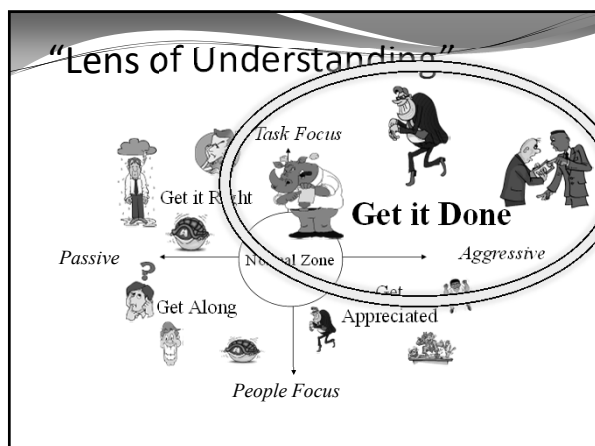 “Lens of Understanding”
Task Focus
Get it Right
Get it Done
Passive
Normal Zone
Aggressive
?
Get Along
Get
Appreciated
People Focus